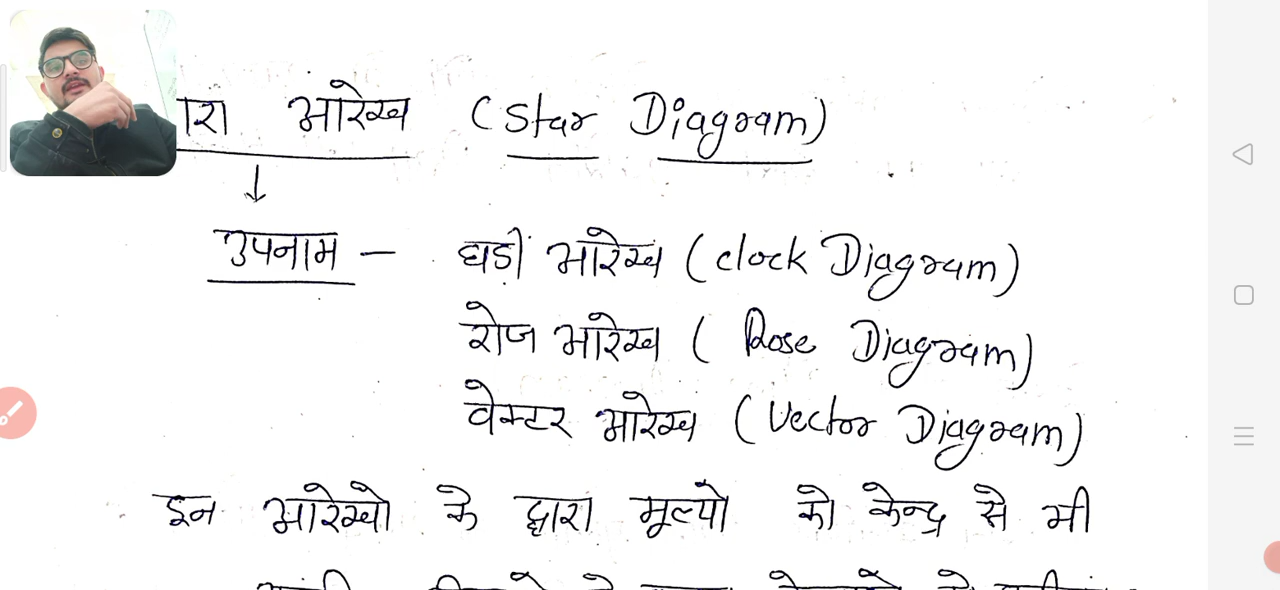 आरेख (Star Diagram)
उपनाम – घड़ी आरेख (clock Diagram)
रोज आरेख ( Rose Diagram)
वेक्टर आरेख (Vector Diagram)
इन आरेखो के द्वारा मूल्यो को केन्द्र से भी